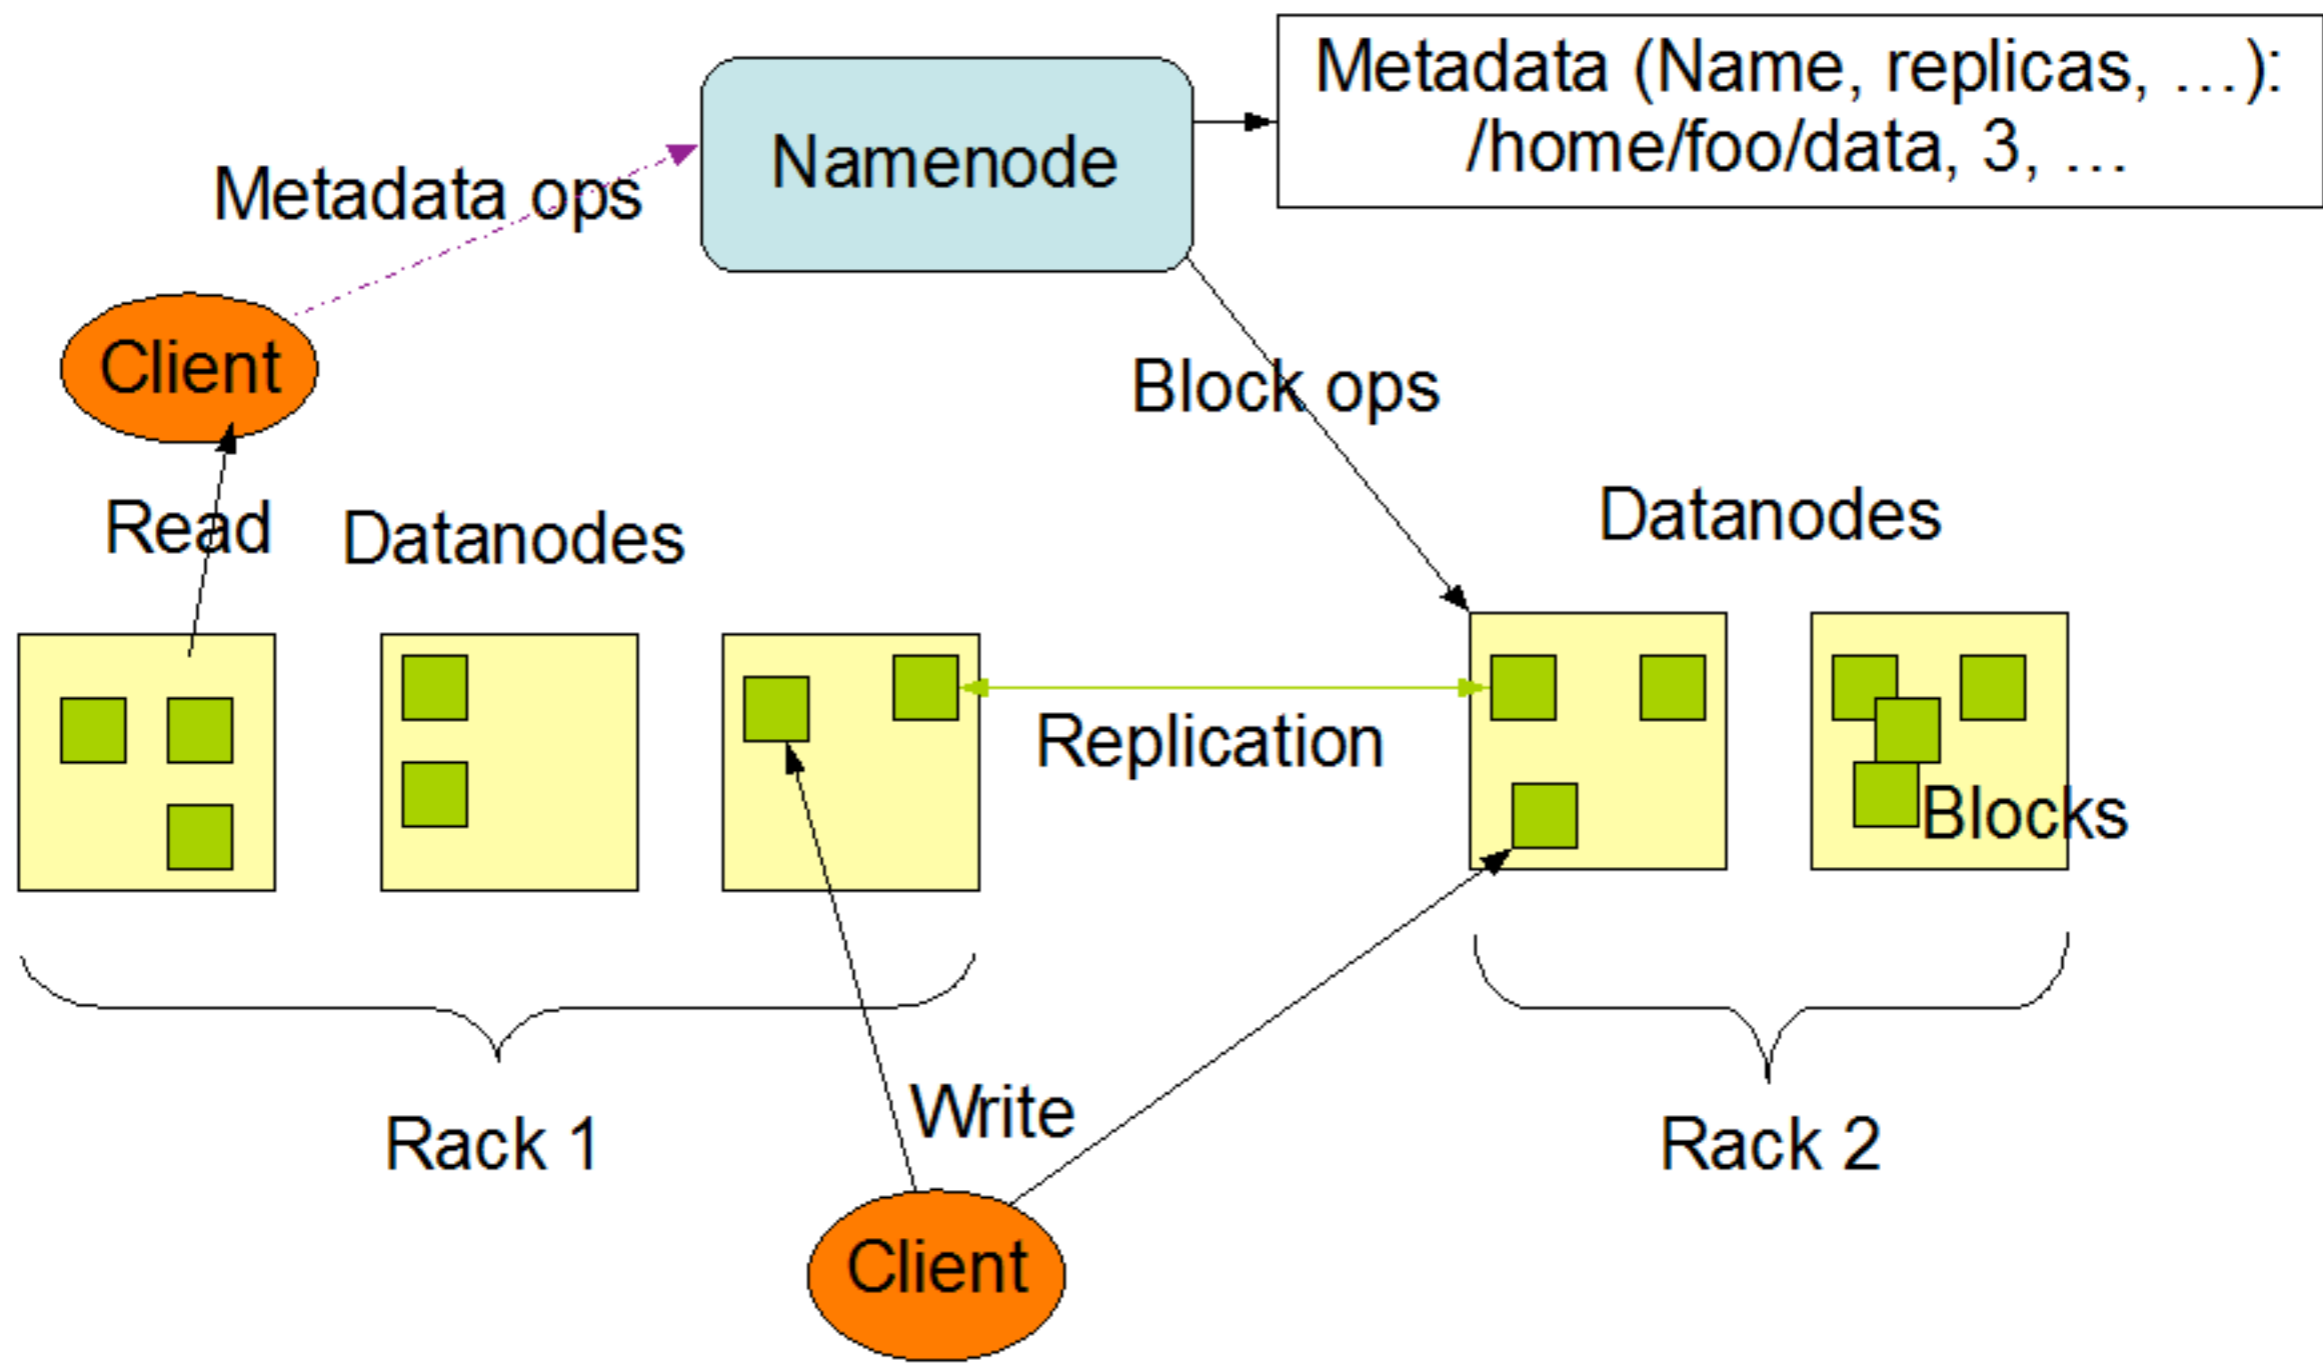 Metadata (Name, replicas, ...):
/home/foo/data, 3, ...
Namenode
Metadata ops
Client
Block ops
Read
Datanodes
Datanodes
Replication
Blocks
Write
Rack 1
Rack 2
Client